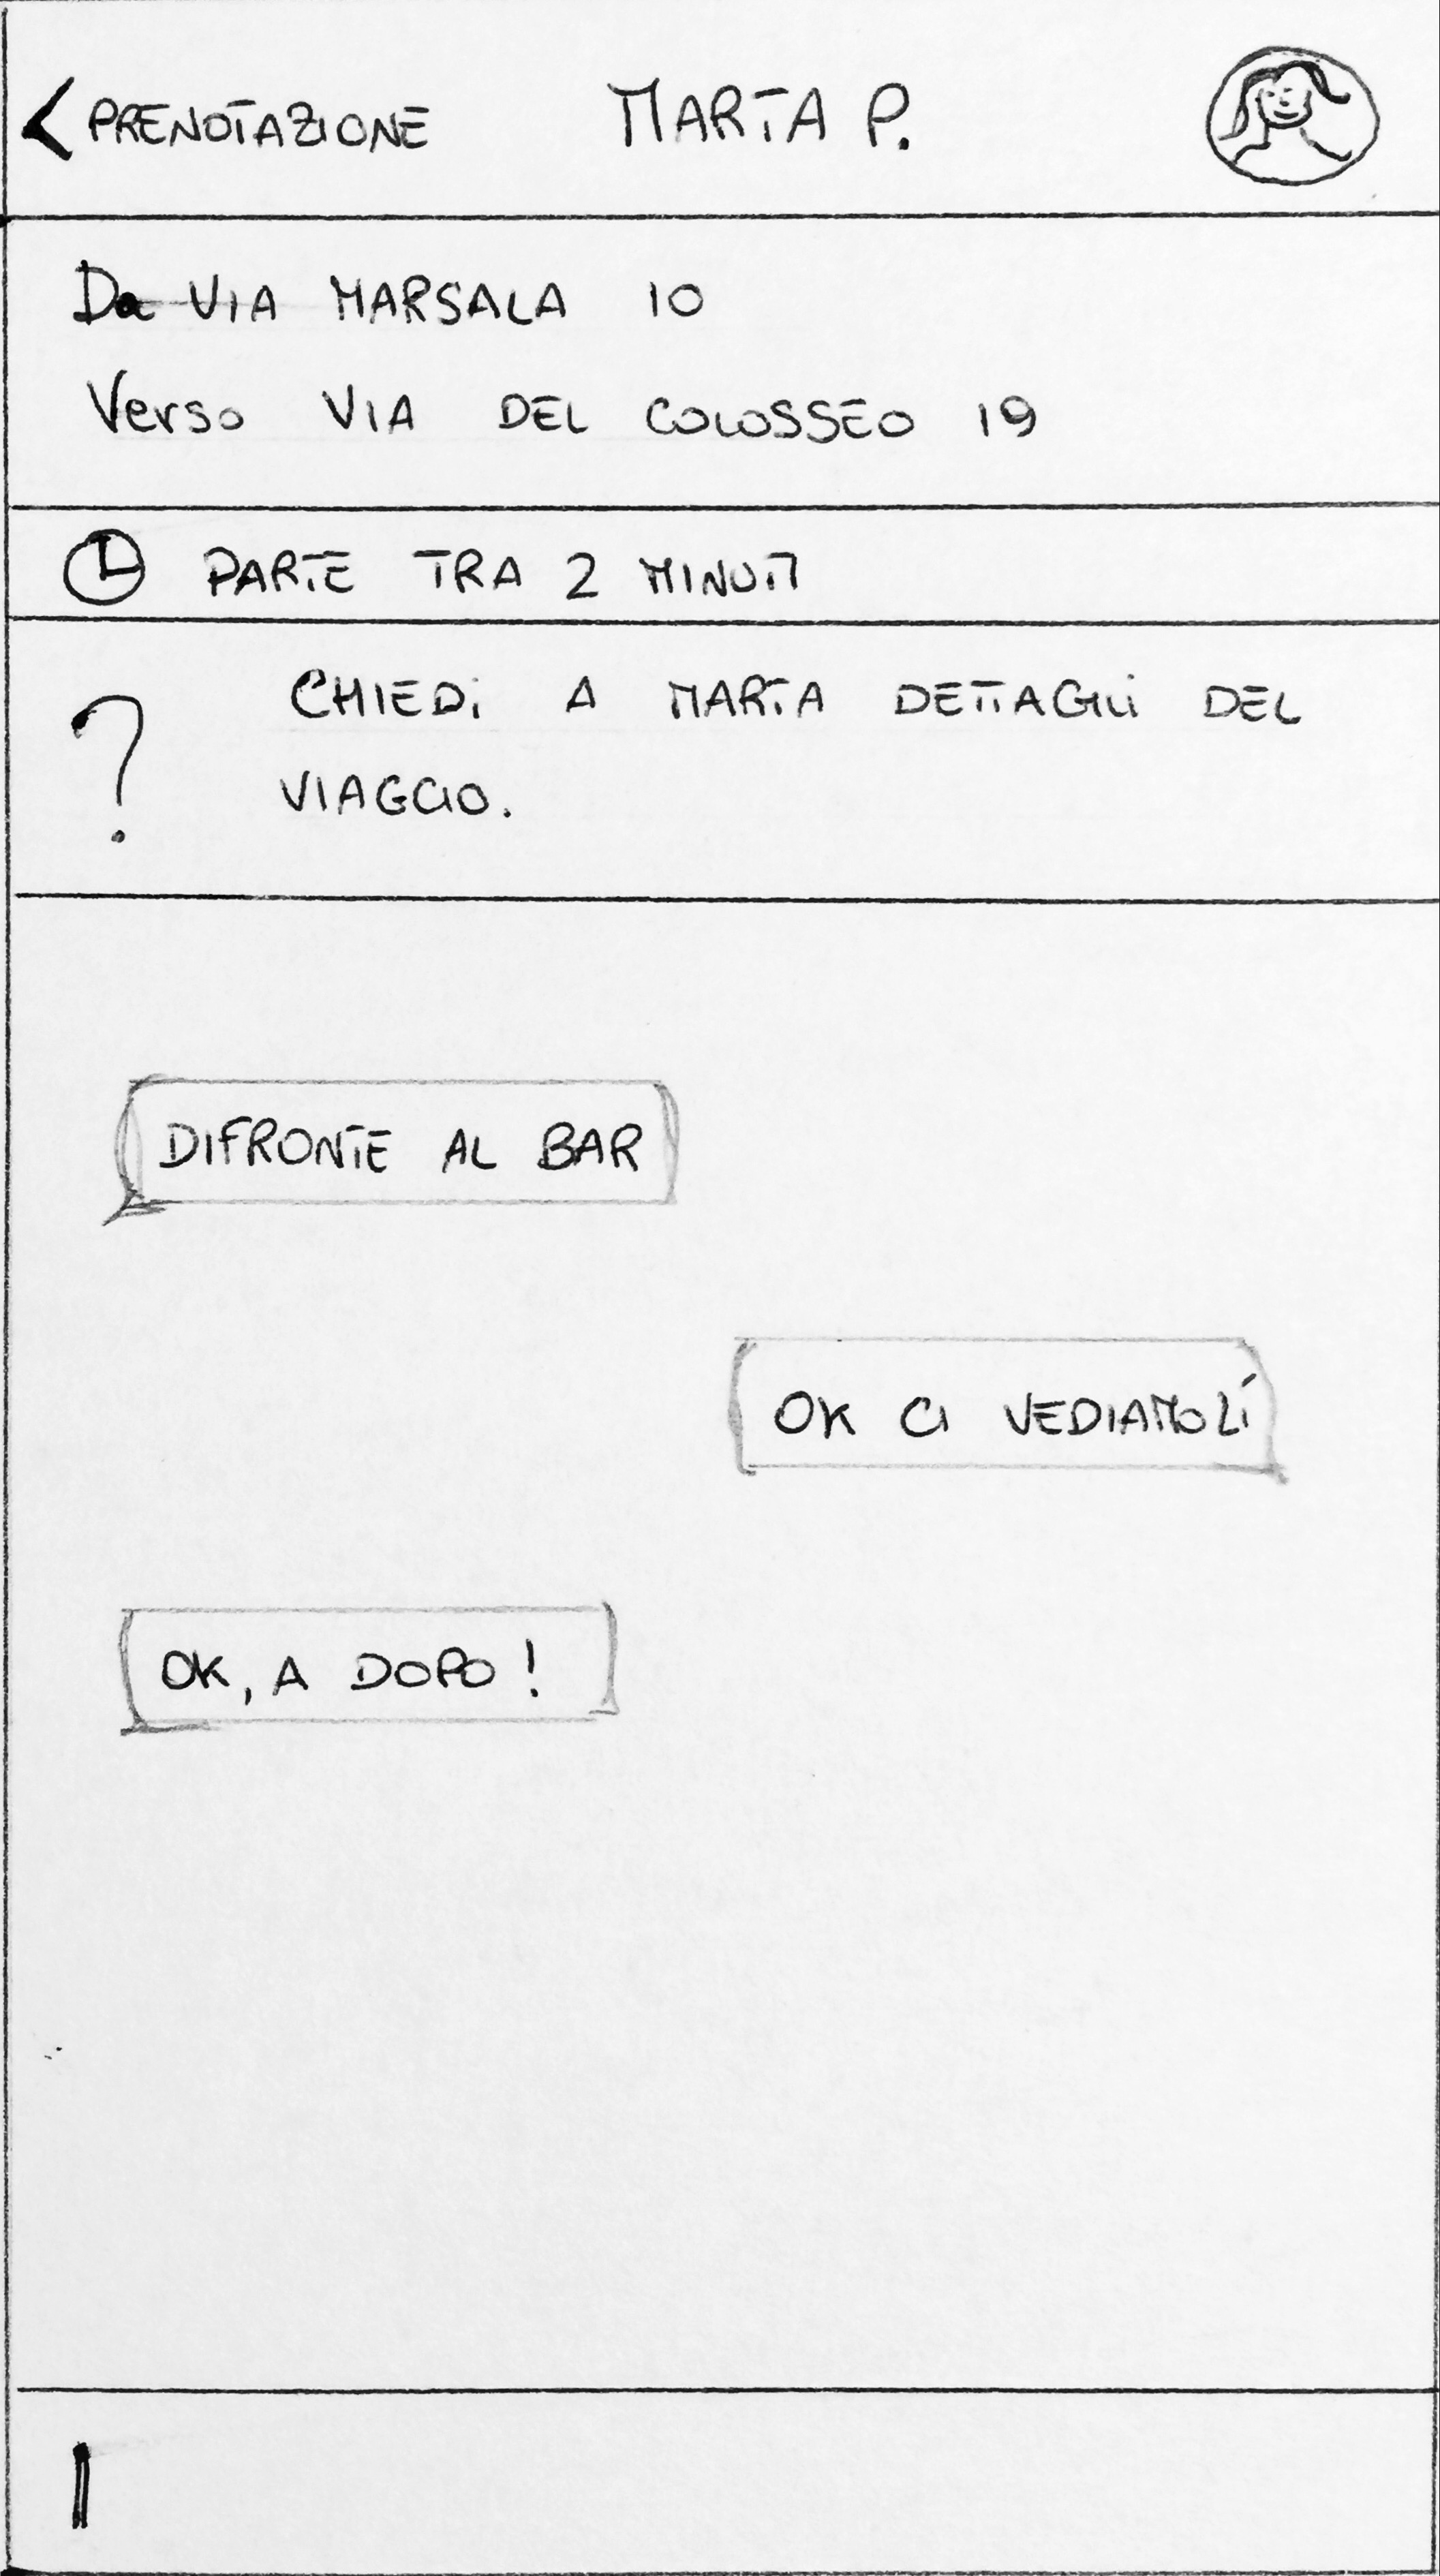 PRENOTAZIONE MARTA P.
Da VIA MARSALA 10
Verso VIA DEL COLOSSEO 19
PARTE TRA 2 MINUTI
? CHIEDi A MARTA DETTAGLi DEL
VIAGGIO.
DIFRONTE AL BAR
OK CI VEDIAMO LÍ
OK, A DOPO!